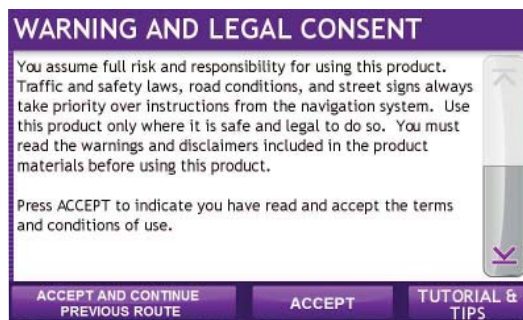 WARNING AND LEGAL CONSENT
You assume full risk and responsibility for using this product.
Traffic and safety laws, road conditions, and street signs always
take priority over instructions from the navigation system. Use
this product only where it is safe and legal to do so. You must
read the warnings and disclaimers included in the product
materials before using this product.
Press ACCEPT to indicate you have read and accept the terms
and conditions of use.
ACCEPT AND CONTINUE
PREVIOUS ROUTE
ACCEPT
TUTORIAL &
TIPS